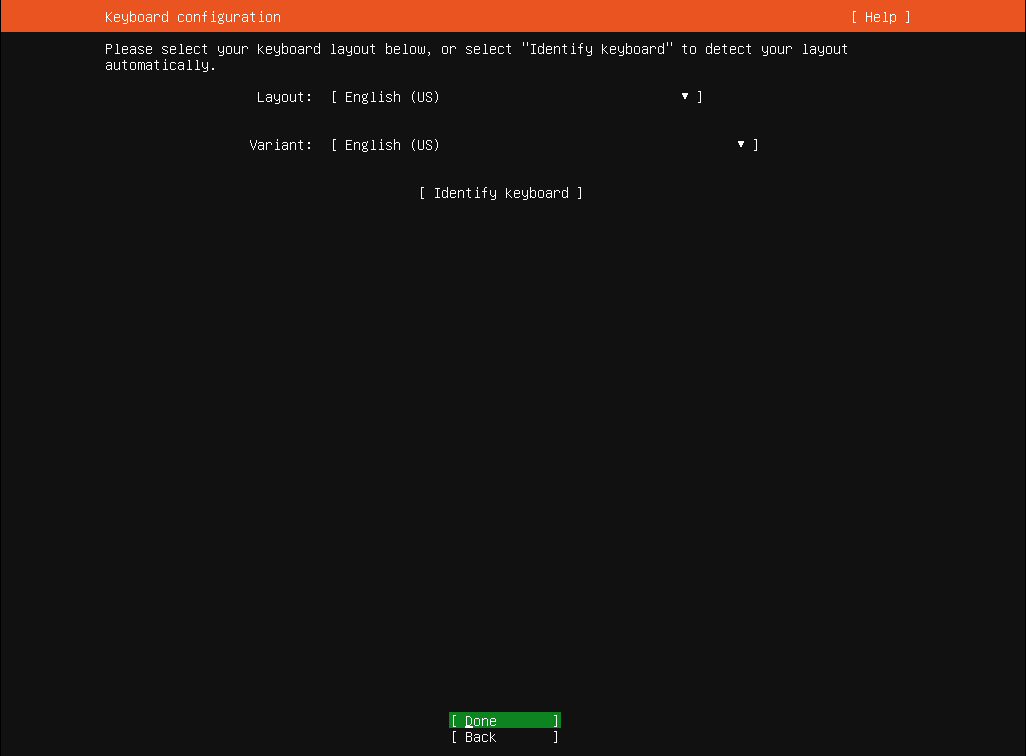 Keyboard configuration [ Help ]
Please select your keyboard layout below, or select "Identify keyboard" to detect your layout
automatically.
Layout: [ English (US) ▾ ]
Variant: [ English (US) ▾ ]
[ Identify keyboard ]
[ Done ]
[ Back ]